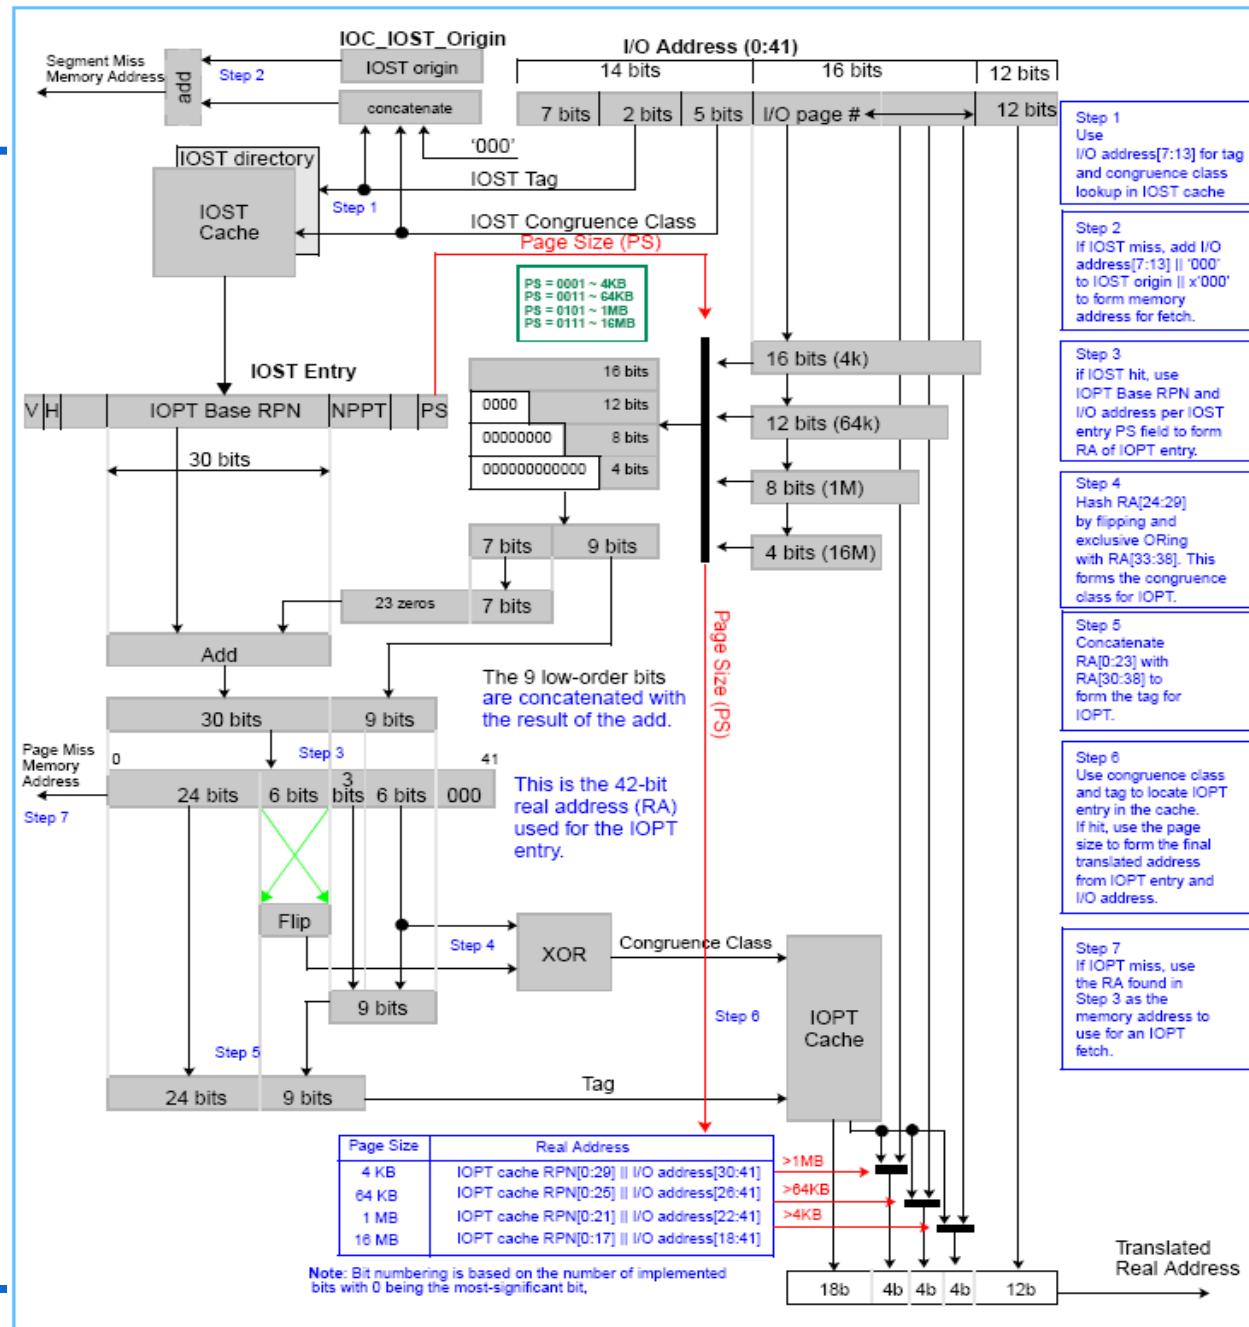 IOC_IOST_Origin
I/O Address (0:41)
Segment Miss
Memory Address
add
Step 2
IOST origin
14 bits
16 bits
12 bits
concatenate
7 bits
2 bits
5 bits
I/O page #
12 bits
'000'
IOST directory
IOST Tag
Step 1
IOST
Cache
IOST Congruence Class
Page Size (PS)
PS = 0001 ~ 4KB
PS = 0011 ~ 64KB
PS = 0101 ~ 1MB
PS = 0111 ~ 16MB
IOST Entry
V
H
IOPT Base RPN
NPPT
PS
30 bits
16 bits
0000
12 bits
00000000
8 bits
000000000000
4 bits
16 bits (4k)
12 bits (64k)
8 bits (1M)
4 bits (16M)
7 bits
9 bits
23 zeros
7 bits
Add
Page Size (PS)
The 9 low-order bits
are concatenated with
the result of the add.
30 bits
9 bits
Page Miss
Memory
Address
0
Step 3
41
24 bits
6 bits
3
bits
6 bits
000
Step 7
This is the 42-bit
real address (RA)
used for the IOPT
entry.
Flip
Step 4
XOR
Congruence Class
9 bits
Step 6
IOPT
Cache
Step 5
24 bits
9 bits
Tag
Page Size
Real Address
4 KB
IOPT cache RPN[0:29] || I/O address[30:41]
64 KB
IOPT cache RPN[0:25] || I/O address[26:41]
1 MB
IOPT cache RPN[0:21] || I/O address[22:41]
16 MB
IOPT cache RPN[0:17] || I/O address[18:41]
>1MB
>64KB
>4KB
Note: Bit numbering is based on the number of implemented
bits with 0 being the most-significant bit,
18b
4b
4b
4b
12b
Translated
Real Address
Step 1
Use
I/O address[7:13] for tag
and congruence class
lookup in IOST cache
Step 2
If IOST miss, add I/O
address[7:13] || '000'
to IOST origin || x'000'
to form memory
address for fetch.
Step 3
if IOST hit, use
IOPT Base RPN and
I/O address per IOST
entry PS field to form
RA of IOPT entry.
Step 4
Hash RA[24:29]
by flipping and
exclusive ORing
with RA[33:38]. This
forms the congruence
class for IOPT.
Step 5
Concatenate
RA[0:23] with
RA[30:38] to
form the tag for
IOPT.
Step 6
Use congruence class
and tag to locate IOPT
entry in the cache.
If hit, use the page
size to form the final
translated address
from IOPT entry and
I/O address.
Step 7
If IOPT miss, use
the RA found in
Step 3 as the
memory address to
use for an IOPT
fetch.